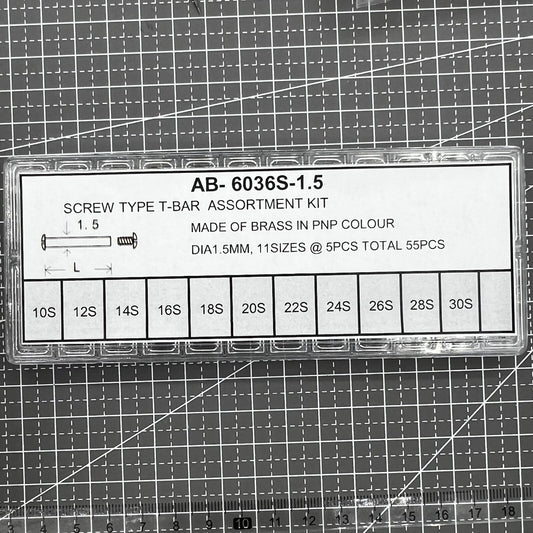 AB- 6036S-1.5
SCREW TYPE T-BAR ASSORTMENT KIT
1.5
MADE OF BRASS IN PNP COLOUR
DIA1.5MM, 11SIZES @ 5PCS TOTAL 55PCS
L
10S 12S 14S 16S 18S 20S 22S 24S 26S 28S 30S
3 4 5 6 7 8 9 10 11 12 13 14 15 16 17 18